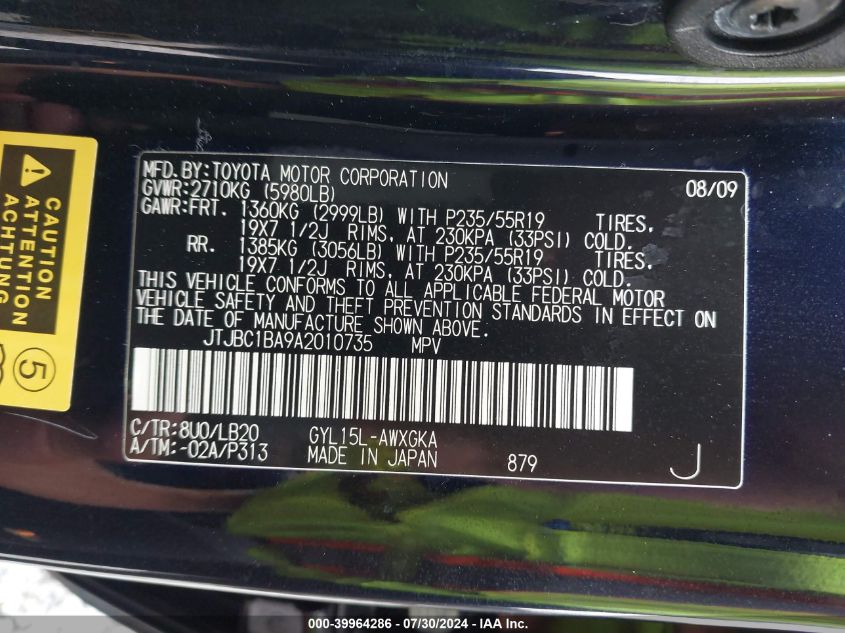 MFD.BY:TOYOTA MOTOR CORPORATION 08/09
GVWR:2710KG (5980LB)
GAWR:FRT. 1360KG (2999LB) WITH P235/55R19 TIRES,
19X7 1/2J RIMS, AT 230KPA (33PSI) COLD.
RR. 1385KG (3056LB) WITH P235/55R19 TIRES,
19X7 1/2J RIMS, AT 230KPA (33PSI) COLD.
THIS VEHICLE CONFORMS TO ALL APPLICABLE FEDERAL MOTOR
VEHICLE SAFETY AND THEFT PREVENTION STANDARDS IN EFFECT ON
THE DATE OF MANUFACTURE SHOWN ABOVE.
JTJBC1BA9A2010735 MPV
C/TR:8U0/LB20 GYL15L-AWXGKA
A/TM:-02A/P313 MADE IN JAPAN 879 J
CAUTION
ATTENTION
ACHTUNG
5
000-39964286 - 07/30/2024 - IAA Inc.